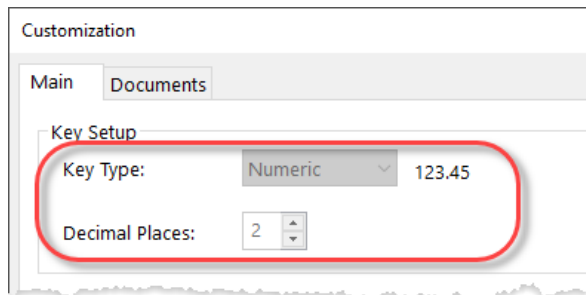 Customization
Main Documents
Key Setup
Key Type: Numeric 123.45
Decimal Places: 2